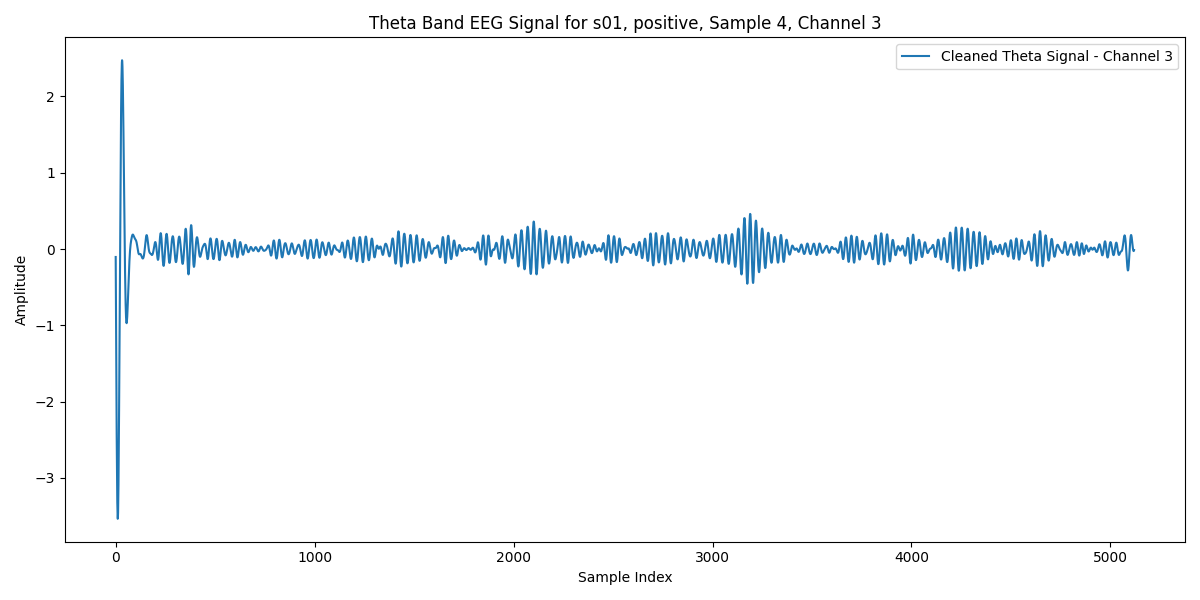 Theta Band EEG Signal for s01, positive, Sample 4, Channel 3
Cleaned Theta Signal - Channel 3
Amplitude
2
1
0
−1
−2
−3
0 1000 2000 3000 4000 5000
Sample Index